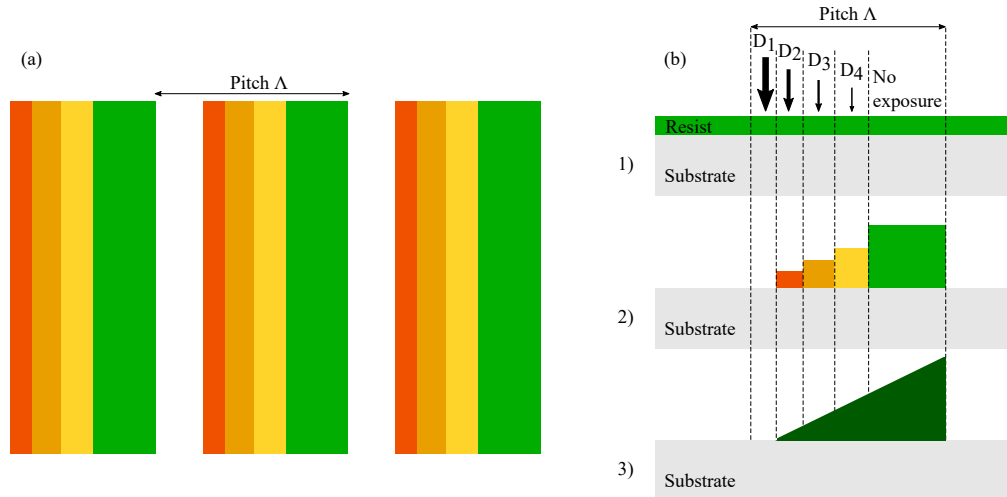 (a)
Pitch Λ
(b)
Pitch Λ
D1
D2
D3
D4
No
exposure
Resist
1)
Substrate
2)
Substrate
3)
Substrate